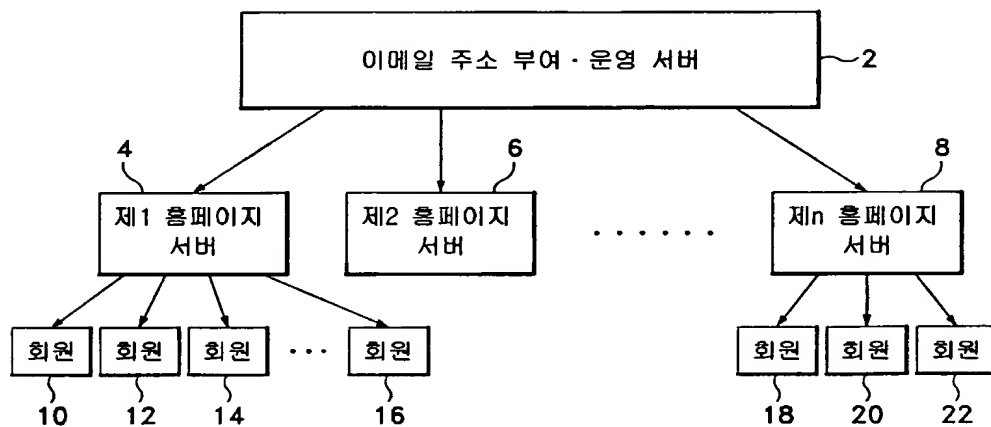 이메일 주소 부여 · 운영 서버
2
4
6
8
제1 홈페이지
서버
제2 홈페이지
서버
· · · · · ·
제n 홈페이지
서버
회원
회원
회원
···
회원
회원
회원
회원
10
12
14
16
18
20
22